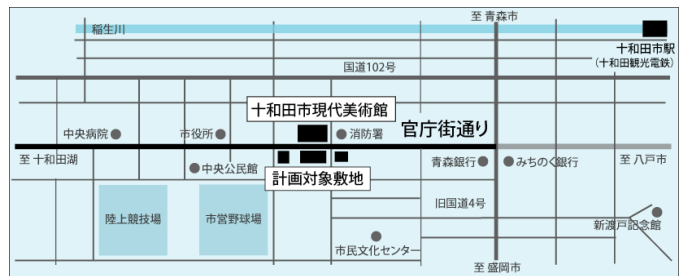 至 青森市
稲生川
十和田市駅
(十和田観光電鉄)
国道102号
十和田市現代美術館
中央病院
市役所
消防署
官庁街通り
至 十和田湖
中央公民館
計画対象敷地
青森銀行
みちのく銀行
至 八戸市
陸上競技場
市営野球場
旧国道4号
新渡戸記念館
市民文化センター
至 盛岡市